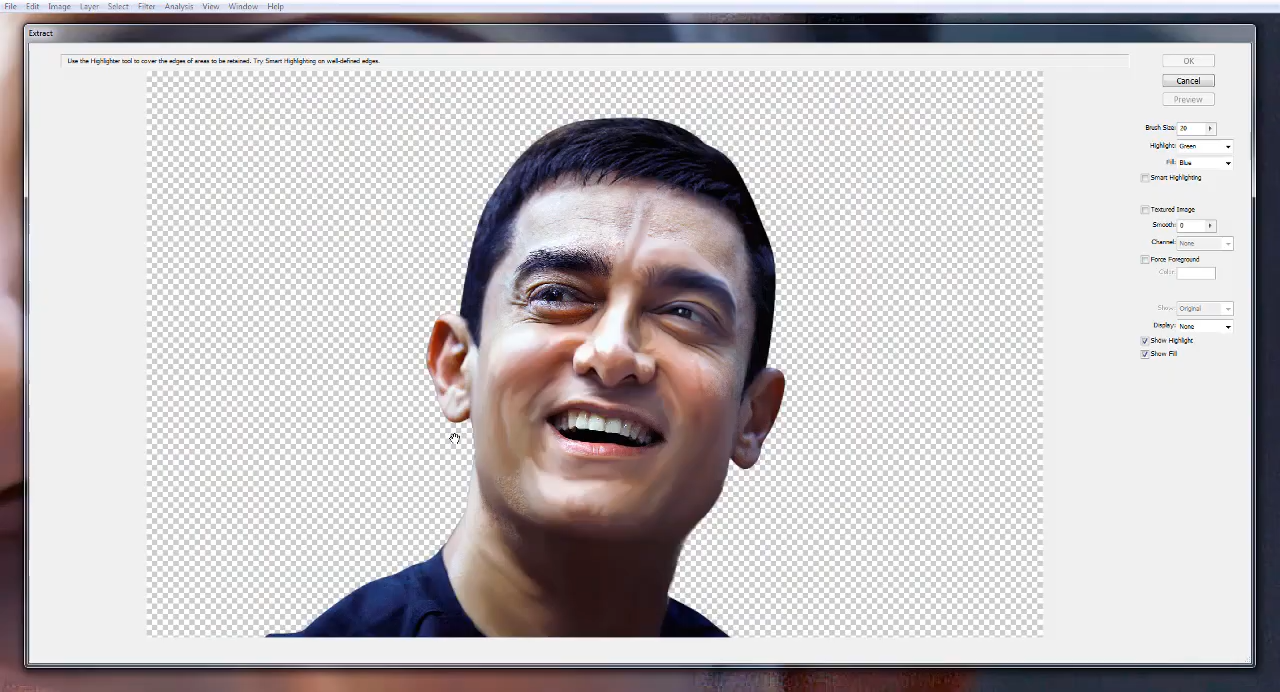 File Edit Image Layer Select Filter Analysis View Window Help
Extract
Use the Highlighter tool to cover the edges of areas to be retained. Try Smart Highlighting on well-defined edges.
OK
Cancel
Preview
Brush Size: 20
Highlight: Green
Fill: Blue
Smart Highlighting
Textured Image
Smooth: 0
Channel: None
Force Foreground
Color:
Show: Original
Display: None
Show Highlight
Show Fill